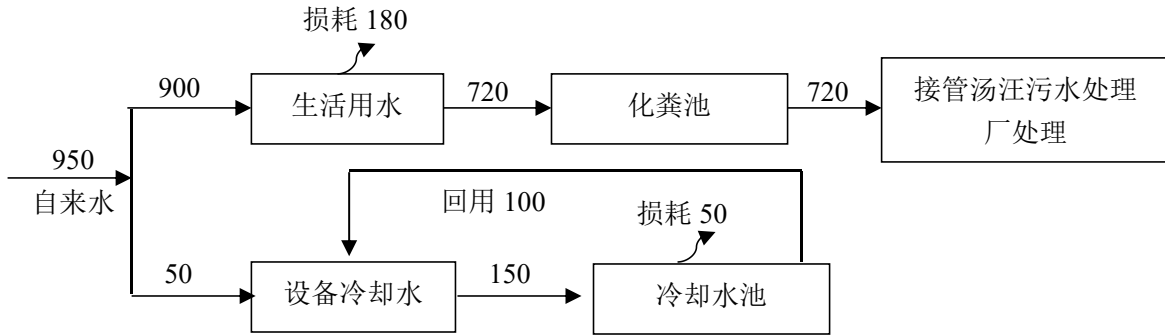 损耗 180
900
生活用水
720
化粪池
720
接管汤汪污水处理
厂处理
950
自来水
回用 100
损耗 50
50
设备冷却水
150
冷却水池